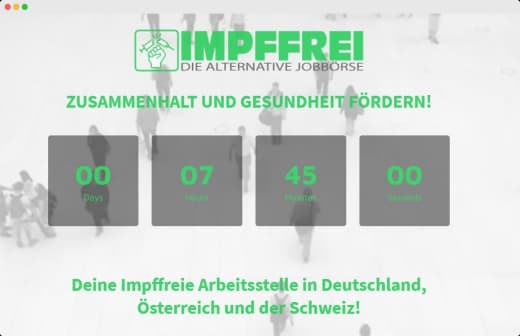 IMPFFREI
DIE ALTERNATIVE JOBBÖRSE
ZUSAMMENHALT UND GESUNDHEIT FÖRDERN!
00 07 45 00
Days Hours Minutes Seconds
Deine Impffreie Arbeitsstelle in Deutschland,
Österreich und der Schweiz!